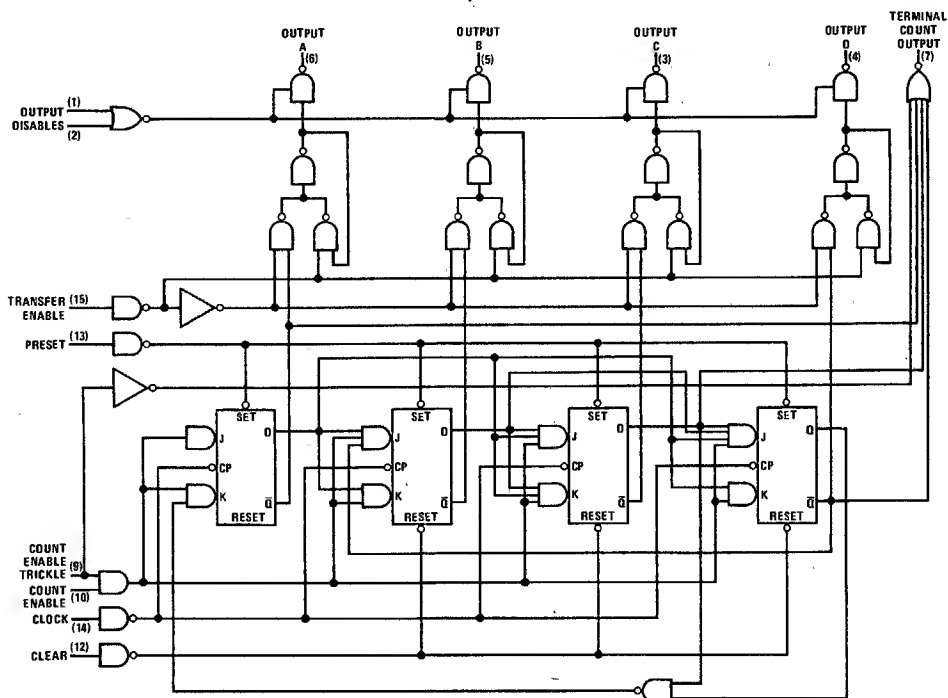 OUTPUT
A
(6)
OUTPUT
B
(5)
OUTPUT
C
(3)
OUTPUT
D
(4)
TERMINAL
COUNT
OUTPUT
(7)
OUTPUT (1)
DISABLES (2)
TRANSFER (15)
ENABLE
PRESET (13)
SET
J
Q
CP
K
Q̅
RESET
SET
J
Q
CP
K
Q̅
RESET
SET
J
Q
CP
K
Q̅
RESET
SET
J
Q
CP
K
Q̅
RESET
COUNT
ENABLE
TRICKLE (9)
COUNT
ENABLE (10)
CLOCK (14)
CLEAR (12)